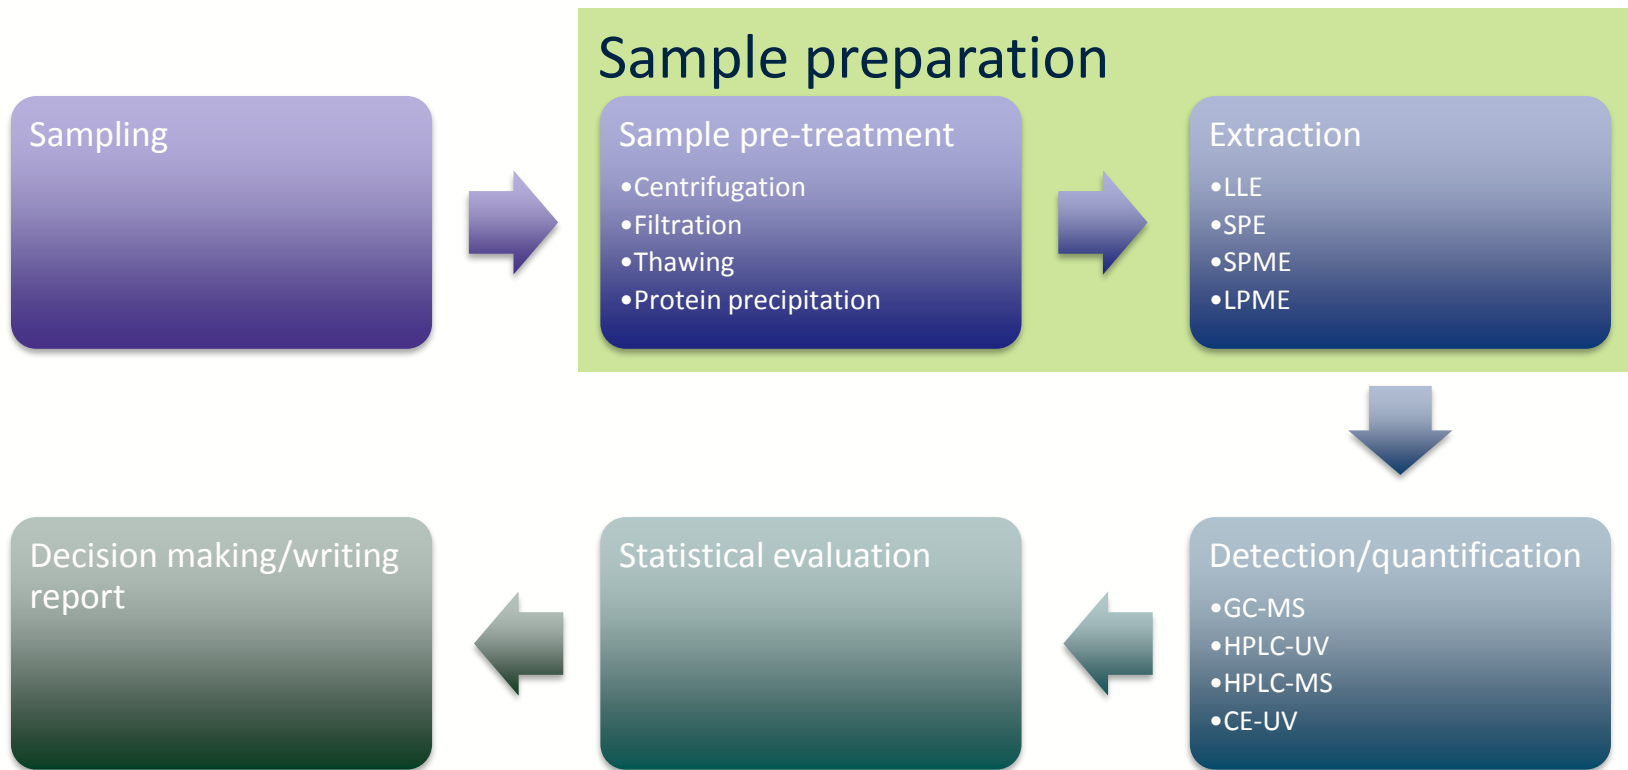 Sample preparation
Sampling
Sample pre-treatment
•Centrifugation
•Filtration
•Thawing
•Protein precipitation
Extraction
•LLE
•SPE
•SPME
•LPME
Detection/quantification
•GC-MS
•HPLC-UV
•HPLC-MS
•CE-UV
Statistical evaluation
Decision making/writing
report